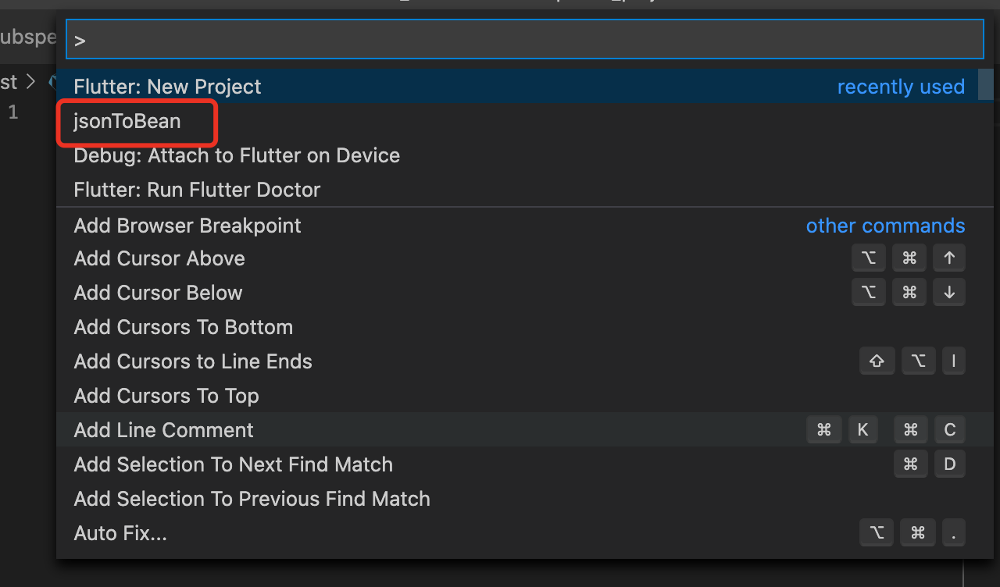 ubspe
>
st >
1
Flutter: New Project recently used
jsonToBean
Debug: Attach to Flutter on Device
Flutter: Run Flutter Doctor
Add Browser Breakpoint other commands
Add Cursor Above ⌥ ⌘ ↑
Add Cursor Below ⌥ ⌘ ↓
Add Cursors To Bottom
Add Cursors to Line Ends ⇧ ⌥ I
Add Cursors To Top
Add Line Comment ⌘ K ⌘ C
Add Selection To Next Find Match ⌘ D
Add Selection To Previous Find Match
Auto Fix... ⌥ ⌘ .